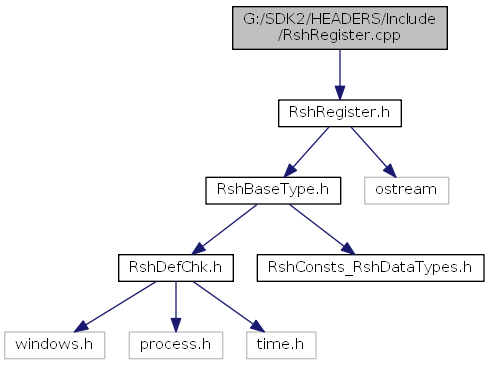 G:/SDK2/HEADERS/Include
/RshRegister.cpp
RshRegister.h
RshBaseType.h
ostream
RshDefChk.h
RshConsts_RshDataTypes.h
windows.h
process.h
time.h